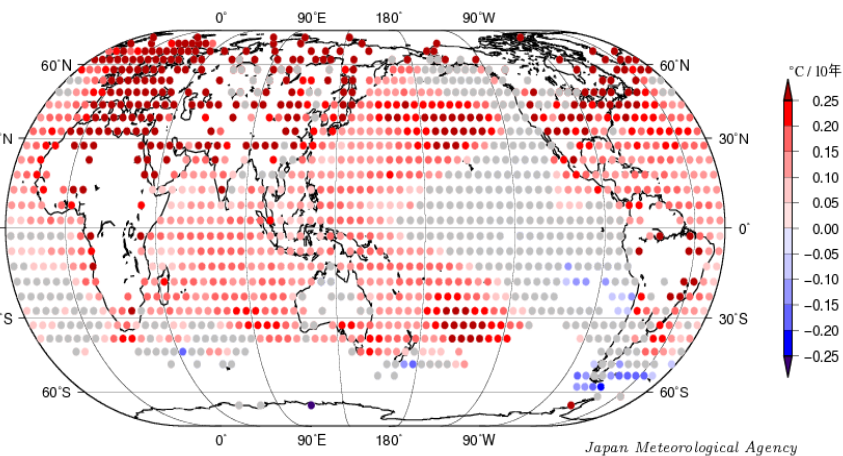 0° 90°E 180° 90°W
°C / 10年
60°N 60°N
0.25
0.20
N 30°N
0.15
0.10
0.05
0° 0.00
-0.05
-0.10
-0.15
S 30°S
-0.20
-0.25
60°S 60°S
0° 90°E 180° 90°W
Japan Meteorological Agency